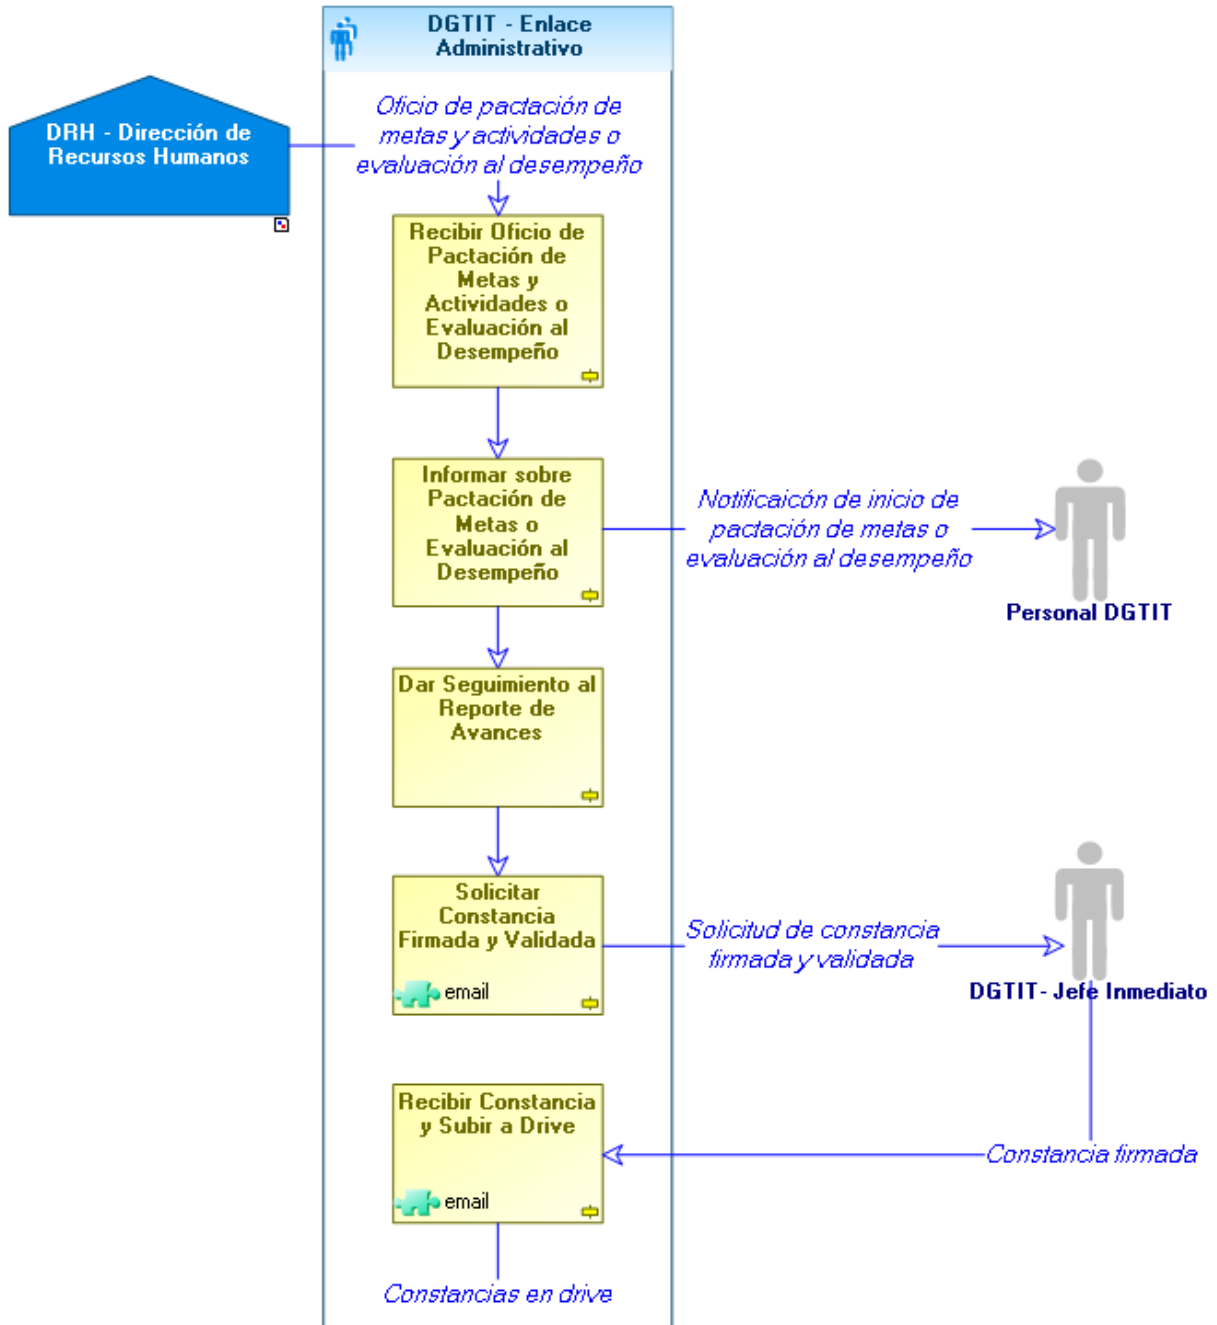 DGTIT - Enlace
Administrativo
DRH - Dirección de
Recursos Humanos
Oficio de pactación de
metas y actividades o
evaluación al desempeño
Recibir Oficio de
Pactación de
Metas y
Actividades o
Evaluación al
Desempeño
Informar sobre
Pactación de
Metas o
Evaluación al
Desempeño
Notificaicón de inicio de
pactación de metas o
evaluación al desempeño
Personal DGTIT
Dar Seguimiento al
Reporte de
Avances
Solicitar
Constancia
Firmada y Validada
email
Solicitud de constancia
firmada y validada
DGTIT- Jefe Inmediato
Recibir Constancia
y Subir a Drive
email
Constancia firmada
Constancias en drive